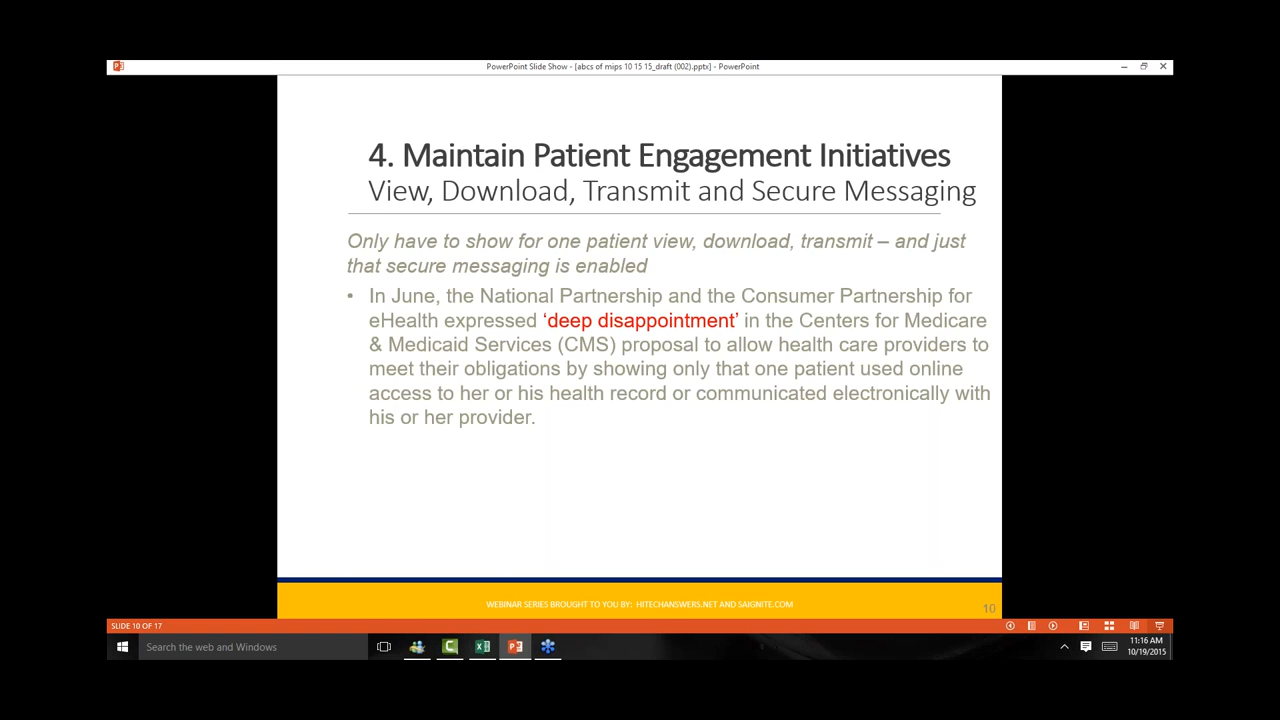 PowerPoint Slide Show - [abcs of mips 10 15 15_draft (002).pptx] - PowerPoint
4. Maintain Patient Engagement Initiatives
View, Download, Transmit and Secure Messaging
Only have to show for one patient view, download, transmit – and just
that secure messaging is enabled
• In June, the National Partnership and the Consumer Partnership for
eHealth expressed ‘deep disappointment’ in the Centers for Medicare
& Medicaid Services (CMS) proposal to allow health care providers to
meet their obligations by showing only that one patient used online
access to her or his health record or communicated electronically with
his or her provider.
WEBINAR SERIES BROUGHT TO YOU BY: HITECHANSWERS.NET AND SAIGNITE.COM
10
SLIDE 10 OF 17
Search the web and Windows
11:16 AM
10/19/2015